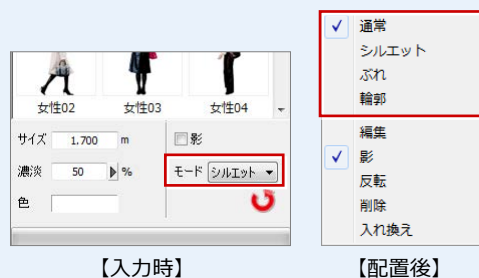 女性02 女性03 女性04
サイズ 1.700 m 影
濃淡 50 % モード シルエット
色
【入力時】
通常
シルエット
ぶれ
輪郭
編集
影
反転
削除
入れ換え
【配置後】